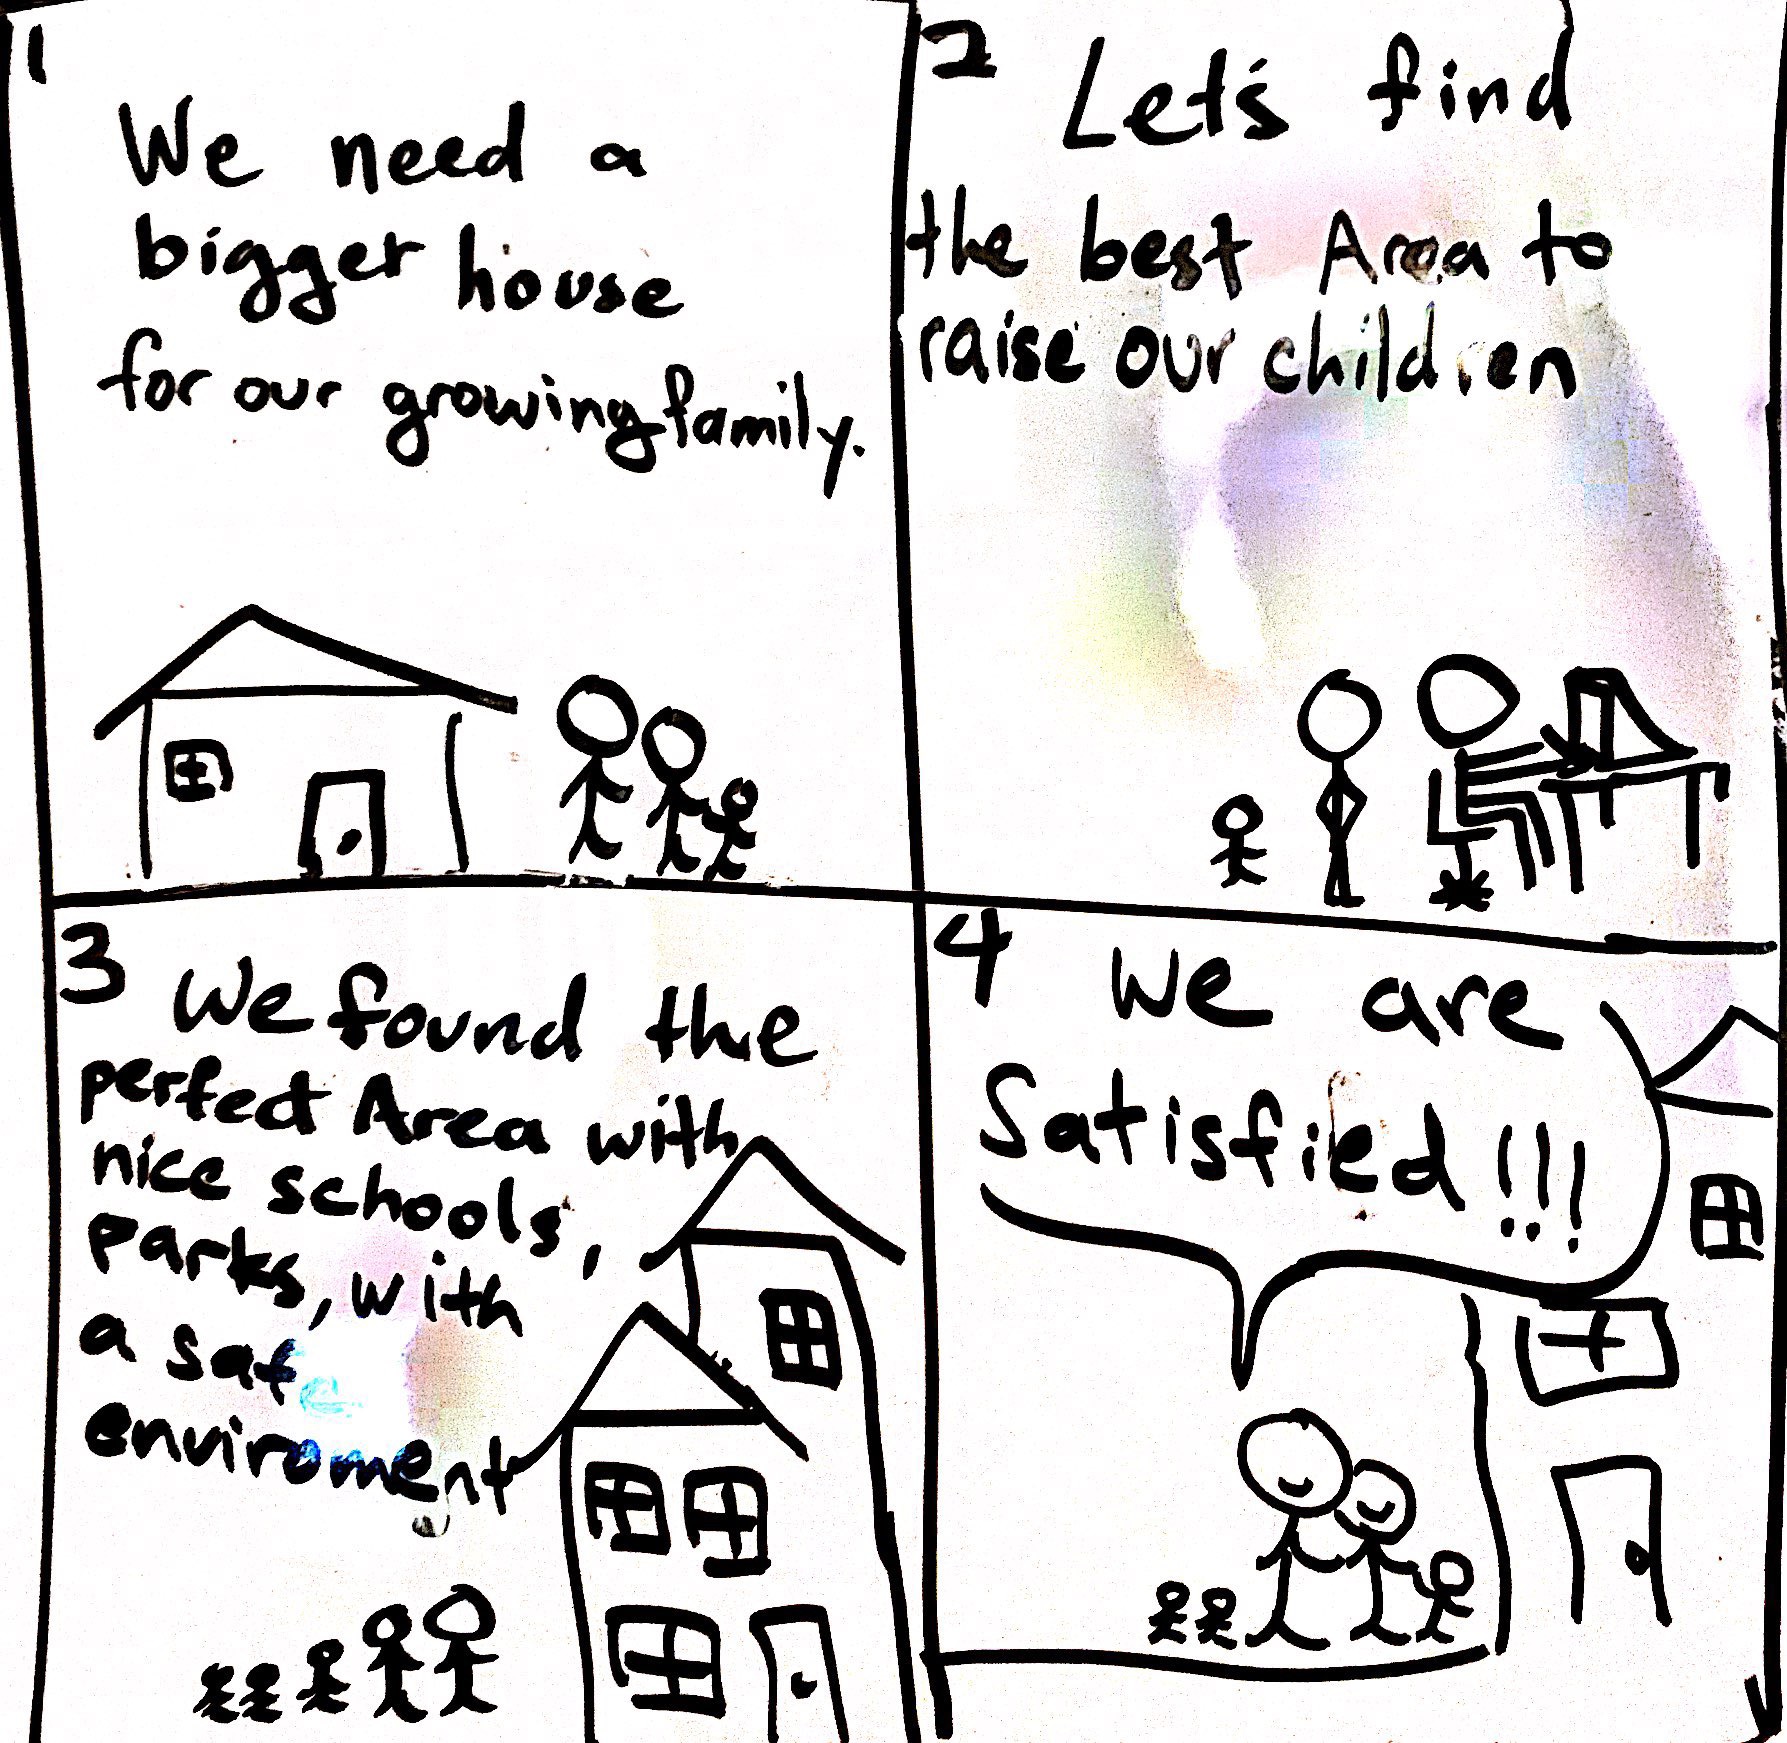 1
We need a
bigger house
for our growing family.
2
Let's find
the best Area to
raise our children
3
We found the
perfect Area with
nice schools,
parks, with
a safe
enviroment
4
We are
Satisfied!!!